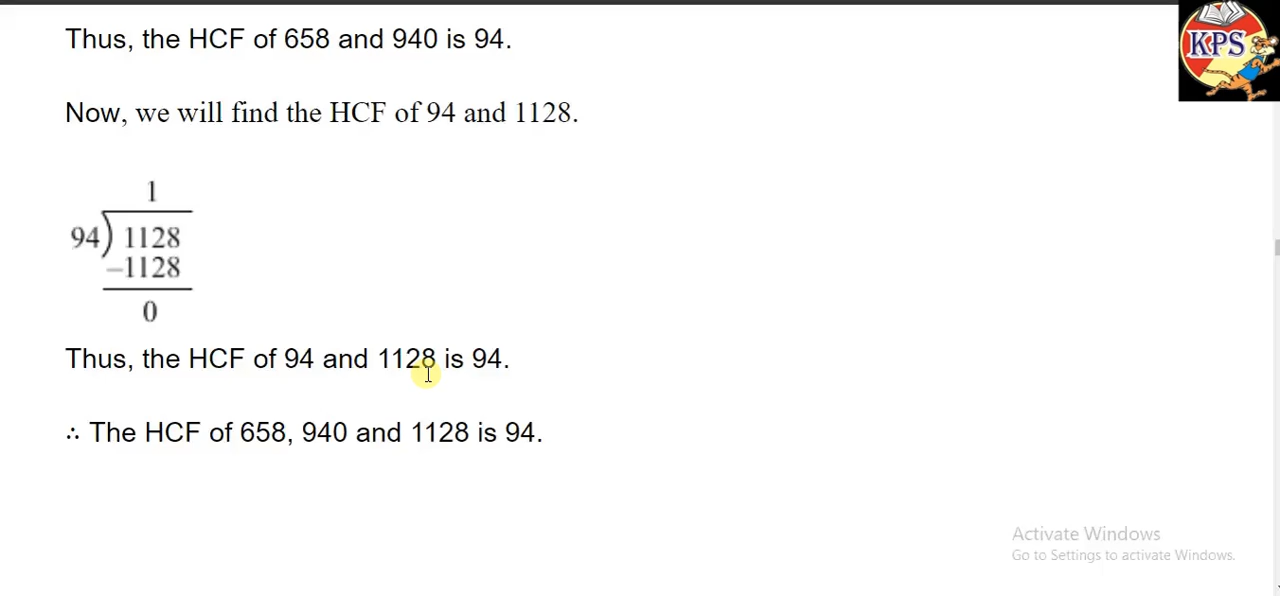 Thus, the HCF of 658 and 940 is 94.
KPS
Now, we will find the HCF of 94 and 1128.
1
94) 1128
–1128
0
Thus, the HCF of 94 and 1128 is 94.
∴ The HCF of 658, 940 and 1128 is 94.
Activate Windows
Go to Settings to activate Windows.